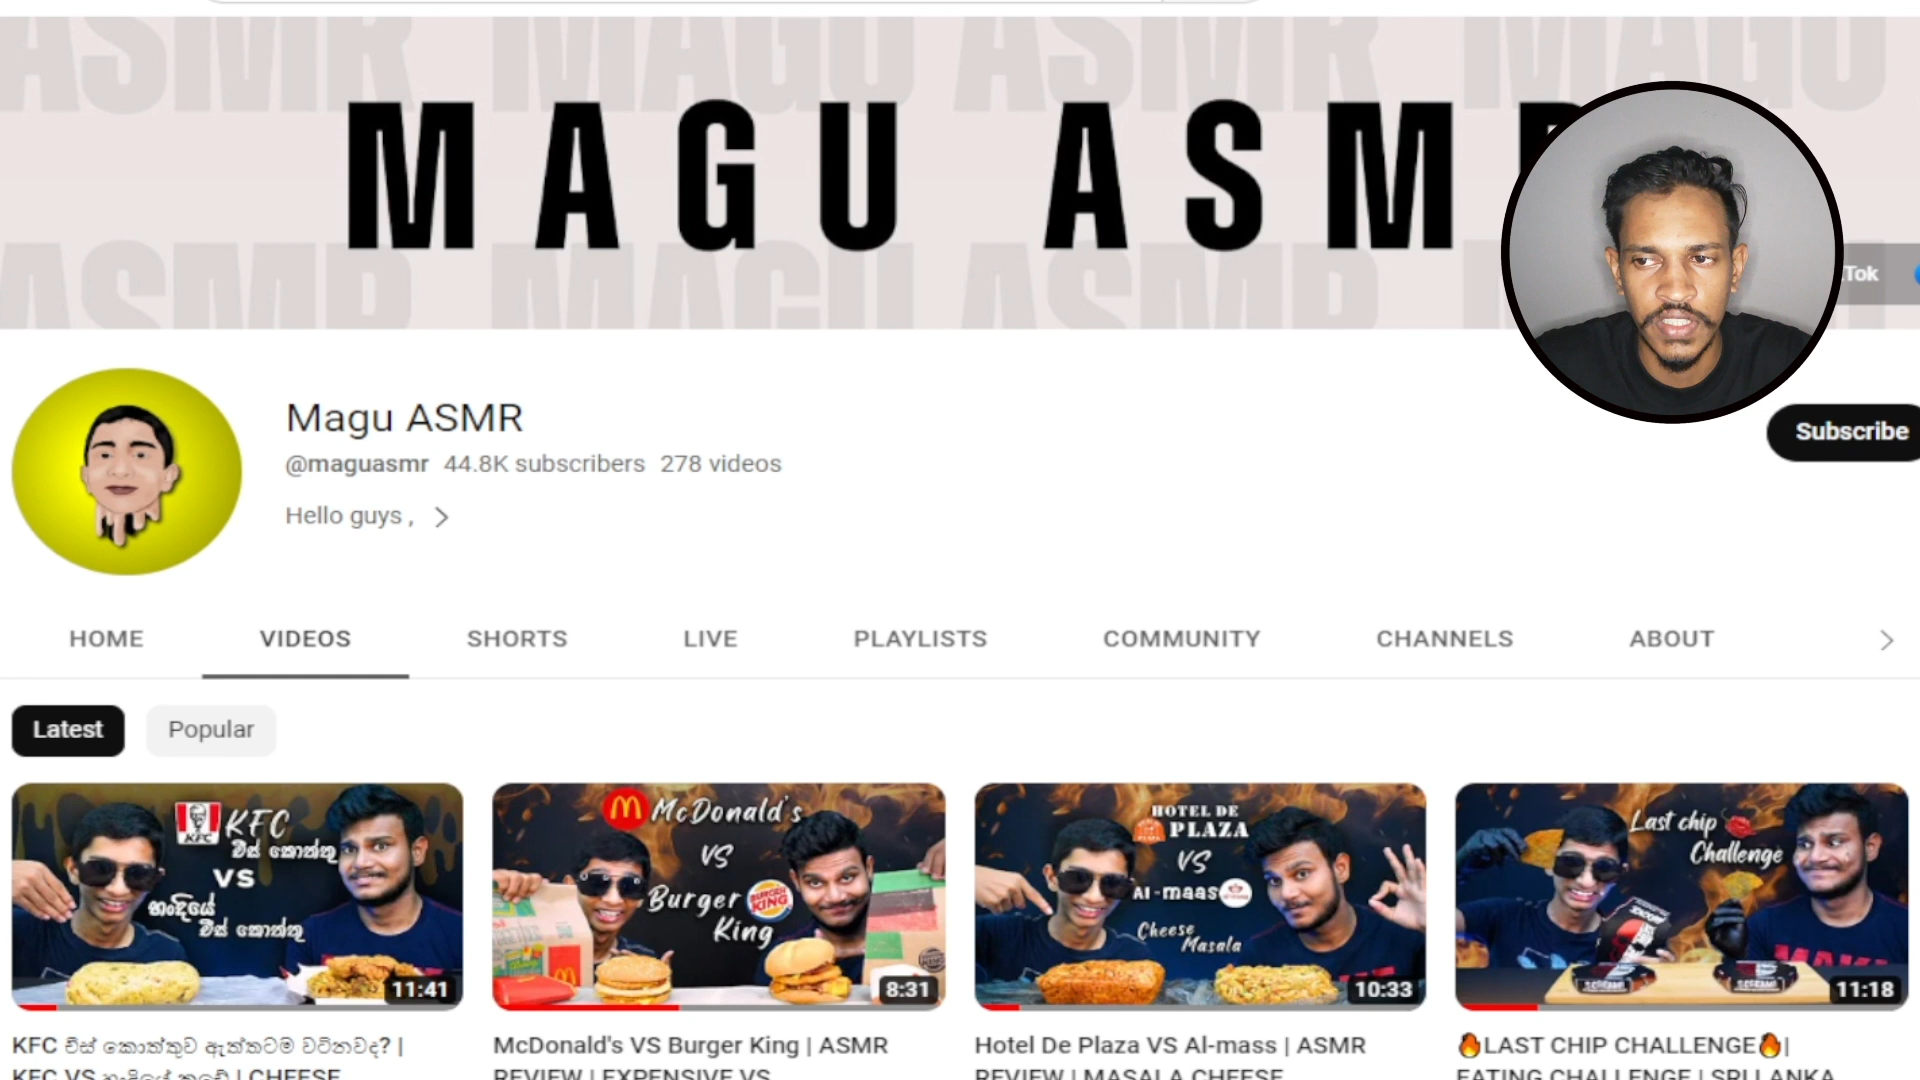 ASMR MAGU ASMR MAGU
MAGU ASM
ASMR MAGU ASMR
Tok
Magu ASMR
@maguasmr 44.8K subscribers 278 videos
Hello guys ,
Subscribe
HOME VIDEOS SHORTS LIVE PLAYLISTS COMMUNITY CHANNELS ABOUT
Latest Popular
KFC
KFC
චීස් කොත්තු
VS
හංදියේ
චීස් කොත්තු
11:41
McDonald's
VS
Burger
BURGER KING
King
8:31
HOTEL DE
PLAZA
VS
Al-maas
Cheese
Masala
10:33
Last chip
Challenge
11:18
KFC චීස් කොත්තුව ඇත්තටම වටිනවද? |
McDonald's VS Burger King | ASMR
Hotel De Plaza VS Al-mass | ASMR
🔥LAST CHIP CHALLENGE🔥|
KFC VS හංදියේ කඩේ | CHEESE
REVIEW | EXPENSIVE VS
REVIEW | MASALA CHEESE
EATING CHALLENGE | SRI LANKA